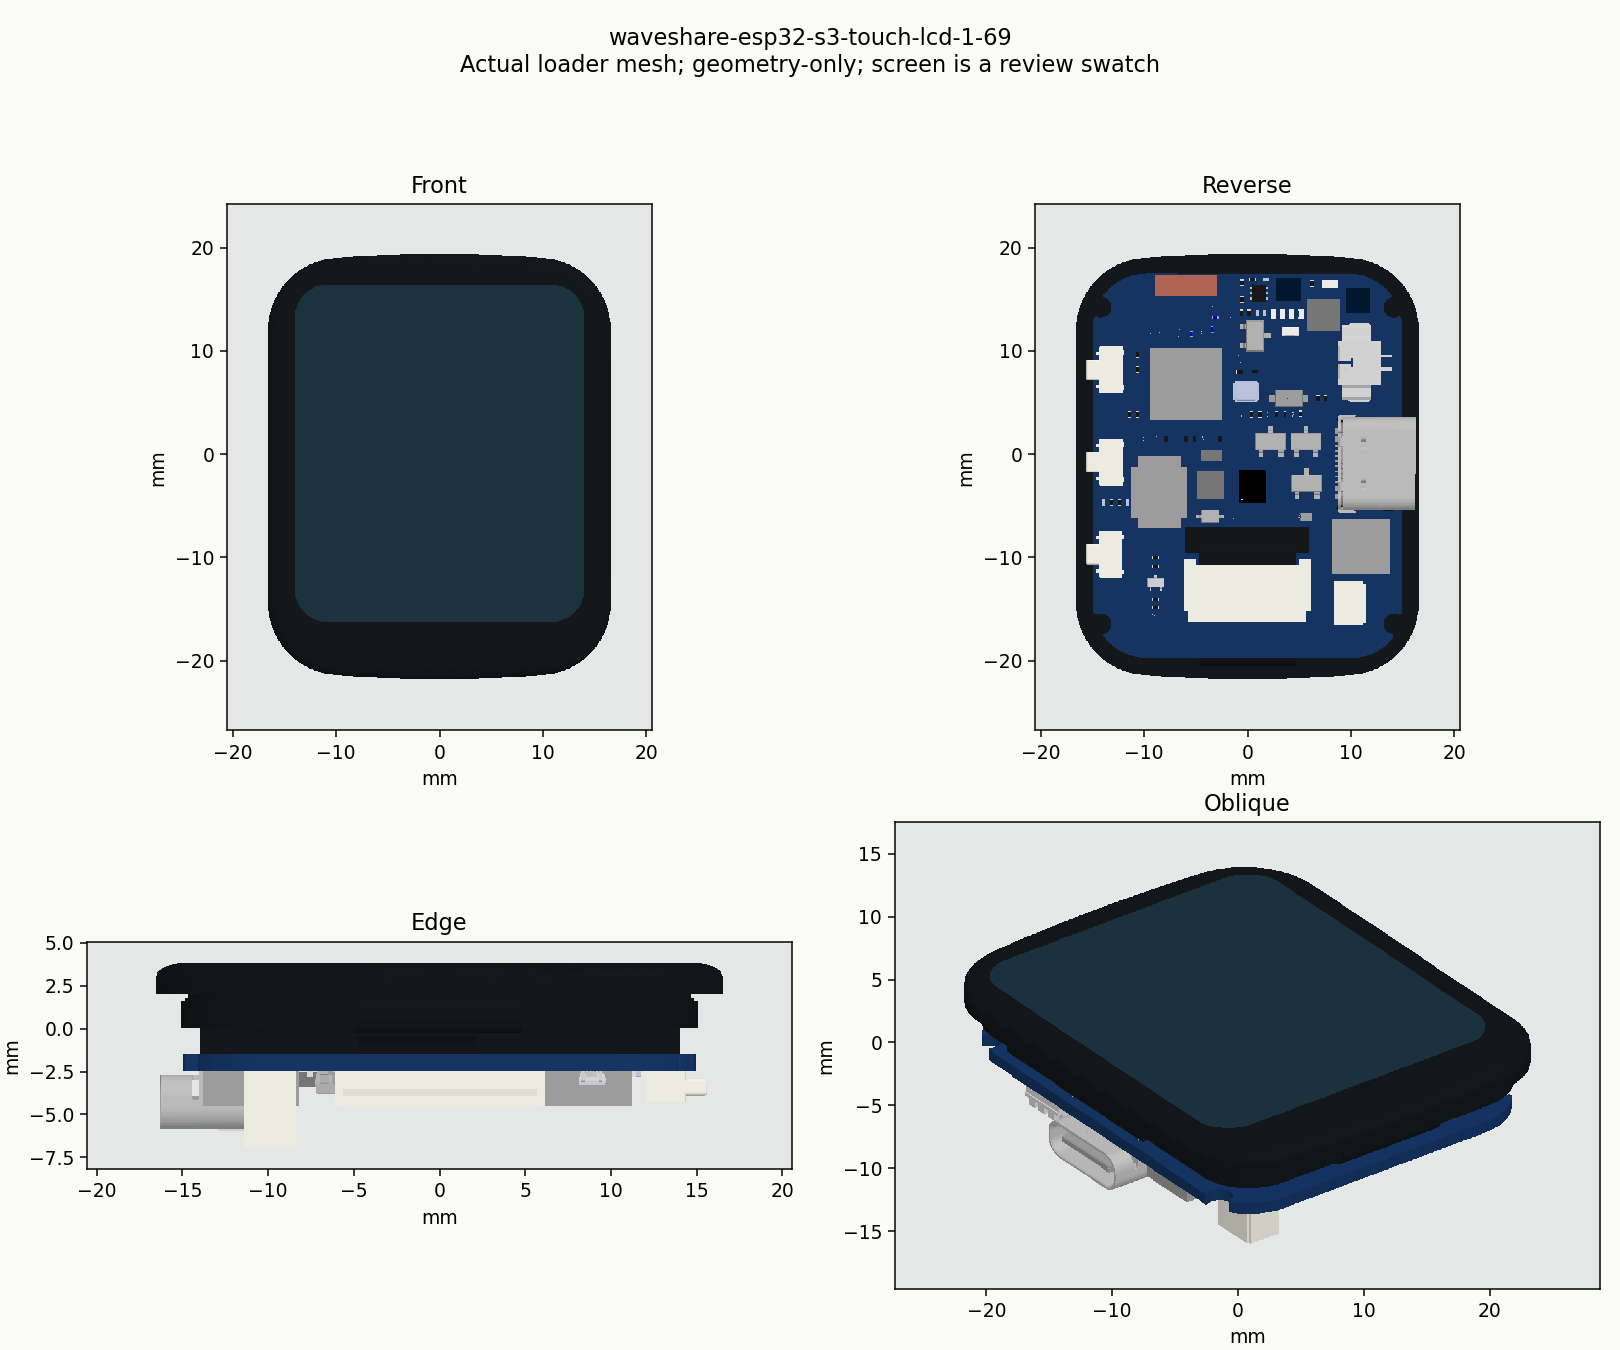 waveshare-esp32-s3-touch-lcd-1-69
Actual loader mesh; geometry-only; screen is a review swatch
Front
20
10
0
−10
−20
mm
−20 −10 0 10 20
mm
Reverse
20
10
0
−10
−20
mm
−20 −10 0 10 20
mm
Edge
5.0
2.5
0.0
−2.5
−5.0
−7.5
mm
−20 −15 −10 −5 0 5 10 15 20
mm
Oblique
15
10
5
0
−5
−10
−15
mm
−20 −10 0 10 20
mm